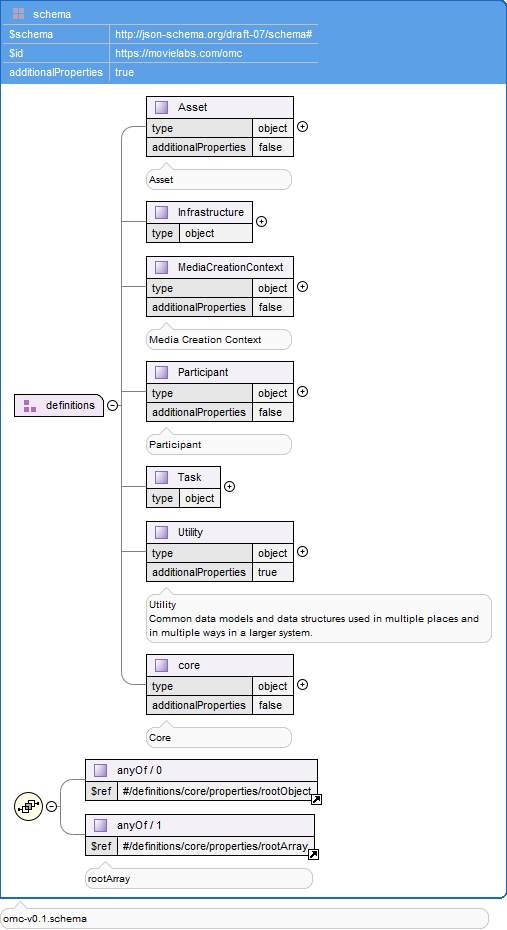 schema
$schema http://json-schema.org/draft-07/schema#
$id https://movielabs.com/omc
additionalProperties true
Asset
type object
additionalProperties false
Asset
Infrastructure
type object
MediaCreationContext
type object
additionalProperties false
Media Creation Context
Participant
type object
additionalProperties false
Participant
definitions
Task
type object
Utility
type object
additionalProperties true
Utility
Common data models and data structures used in multiple places and
in multiple ways in a larger system.
core
type object
additionalProperties false
Core
anyOf / 0
$ref #/definitions/core/properties/rootObject
anyOf / 1
$ref #/definitions/core/properties/rootArray
rootArray
omc-v0.1.schema